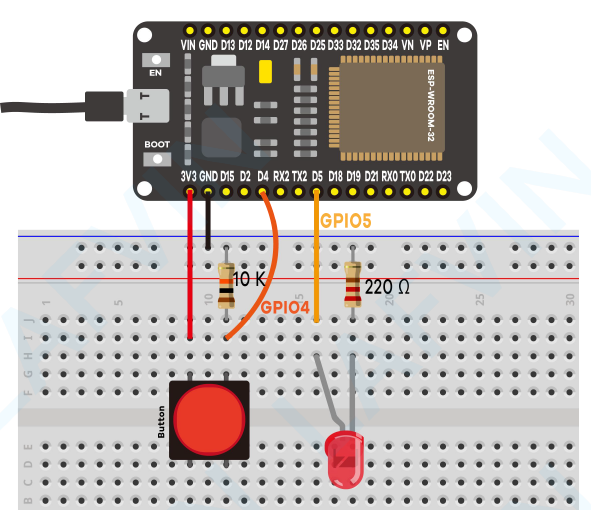 VIN GND D13 D12 D14 D27 D26 D25 D33 D32 D35 D34 VN VP EN
EN
ESP-WROOM-32
BOOT
3V3 GND D15 D2 D4 RX2 TX2 D5 D18 D19 D21 RX0 TX0 D22 D23
GPIO5
10 K
220 Ω
GPIO4
1 5 10 20 25 30
J
I
H
G
F
Button
E
D
C
B
LAFVIN